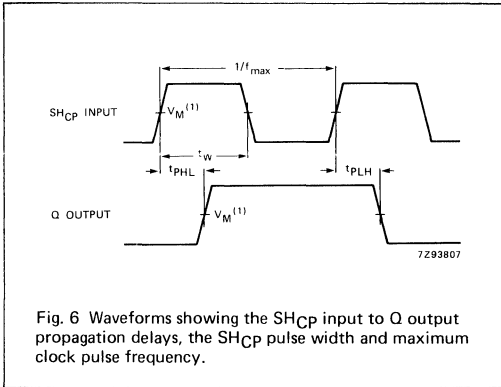 1/fmax
SHCP INPUT
VM(1)
tW
tPHL
tPLH
Q OUTPUT
VM(1)
7Z93807
Fig. 6 Waveforms showing the SHCP input to Q output
propagation delays, the SHCP pulse width and maximum
clock pulse frequency.